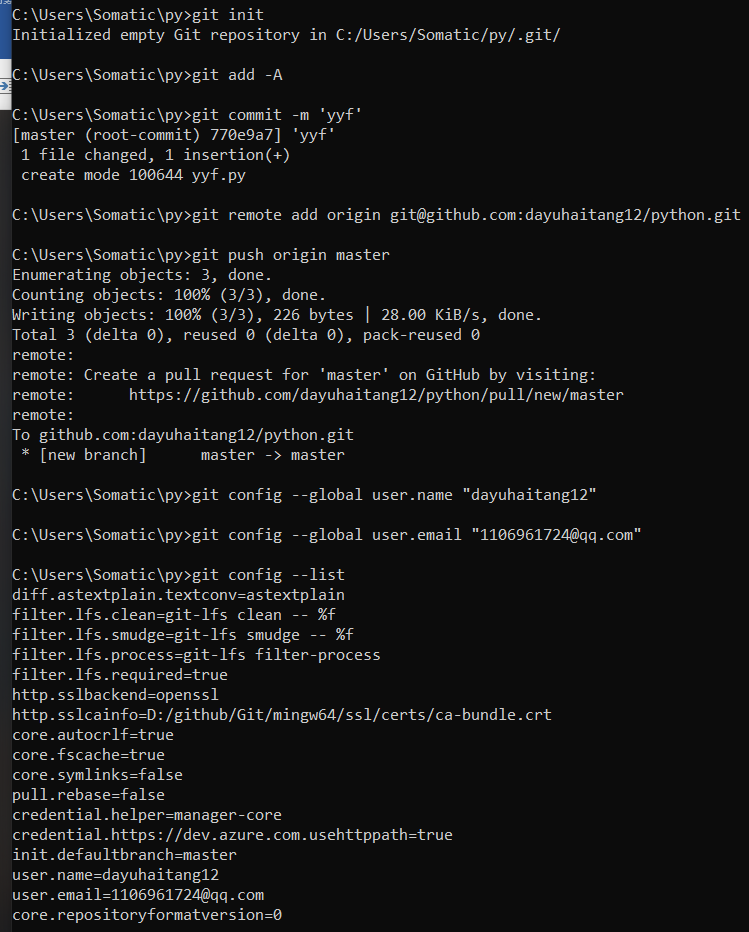 C:\Users\Somatic\py>git init
Initialized empty Git repository in C:/Users/Somatic/py/.git/
C:\Users\Somatic\py>git add -A
C:\Users\Somatic\py>git commit -m 'yyf'
[master (root-commit) 770e9a7] 'yyf'
 1 file changed, 1 insertion(+)
 create mode 100644 yyf.py
C:\Users\Somatic\py>git remote add origin git@github.com:dayuhaitang12/python.git
C:\Users\Somatic\py>git push origin master
Enumerating objects: 3, done.
Counting objects: 100% (3/3), done.
Writing objects: 100% (3/3), 226 bytes | 28.00 KiB/s, done.
Total 3 (delta 0), reused 0 (delta 0), pack-reused 0
remote:
remote: Create a pull request for 'master' on GitHub by visiting:
remote:      https://github.com/dayuhaitang12/python/pull/new/master
remote:
To github.com:dayuhaitang12/python.git
 * [new branch]      master -> master
C:\Users\Somatic\py>git config --global user.name "dayuhaitang12"
C:\Users\Somatic\py>git config --global user.email "1106961724@qq.com"
C:\Users\Somatic\py>git config --list
diff.astextplain.textconv=astextplain
filter.lfs.clean=git-lfs clean -- %f
filter.lfs.smudge=git-lfs smudge -- %f
filter.lfs.process=git-lfs filter-process
filter.lfs.required=true
http.sslbackend=openssl
http.sslcainfo=D:/github/Git/mingw64/ssl/certs/ca-bundle.crt
core.autocrlf=true
core.fscache=true
core.symlinks=false
pull.rebase=false
credential.helper=manager-core
credential.https://dev.azure.com.usehttppath=true
init.defaultbranch=master
user.name=dayuhaitang12
user.email=1106961724@qq.com
core.repositoryformatversion=0